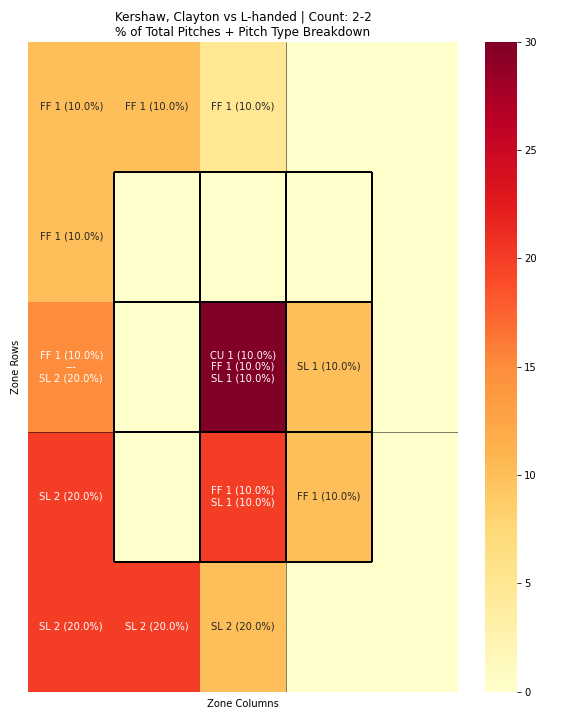 Kershaw, Clayton vs L-handed | Count: 2-2
% of Total Pitches + Pitch Type Breakdown
FF 1 (10.0%) FF 1 (10.0%) FF 1 (10.0%)
FF 1 (10.0%)
FF 1 (10.0%)
—
SL 2 (20.0%)
CU 1 (10.0%)
FF 1 (10.0%)
SL 1 (10.0%)
SL 1 (10.0%)
SL 2 (20.0%)
FF 1 (10.0%)
SL 1 (10.0%)
FF 1 (10.0%)
SL 2 (20.0%) SL 2 (20.0%) SL 2 (20.0%)
Zone Rows
Zone Columns
30
25
20
15
10
5
0